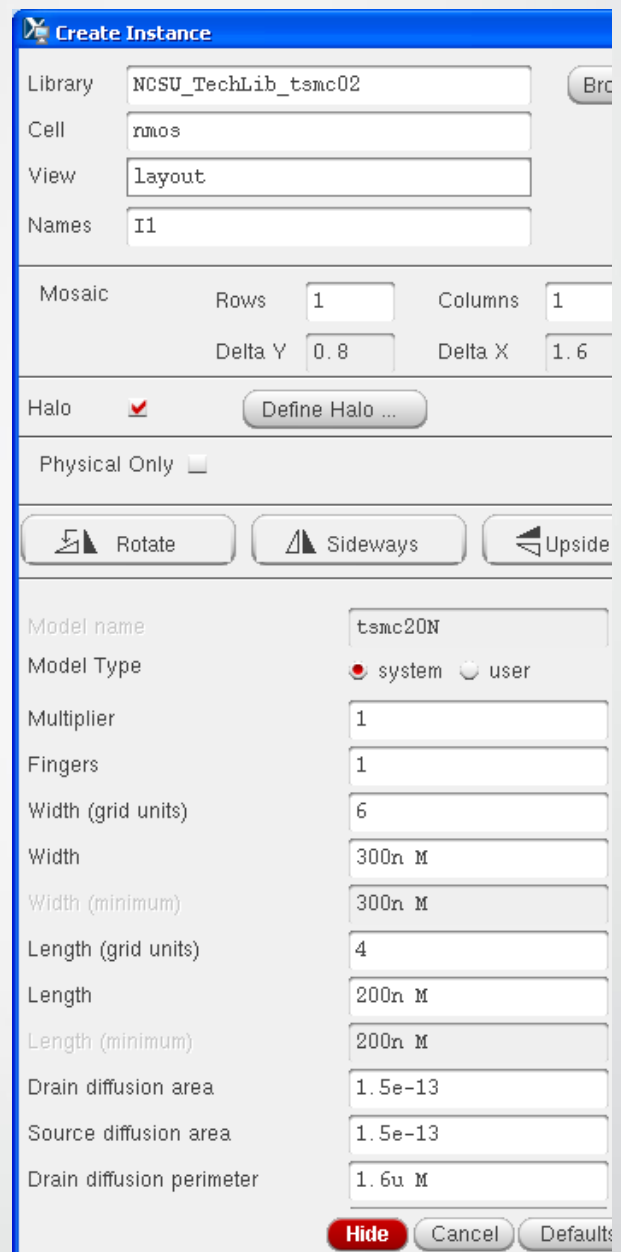 Create Instance
Library NCSU_TechLib_tsmc02 Bro
Cell nmos
View layout
Names I1
Mosaic Rows 1 Columns 1
Delta Y 0.8 Delta X 1.6
Halo Define Halo ...
Physical Only
Rotate Sideways Upside
Model name tsmc20N
Model Type system user
Multiplier 1
Fingers 1
Width (grid units) 6
Width 300n M
Width (minimum) 300n M
Length (grid units) 4
Length 200n M
Length (minimum) 200n M
Drain diffusion area 1.5e-13
Source diffusion area 1.5e-13
Drain diffusion perimeter 1.6u M
Hide Cancel Defaults